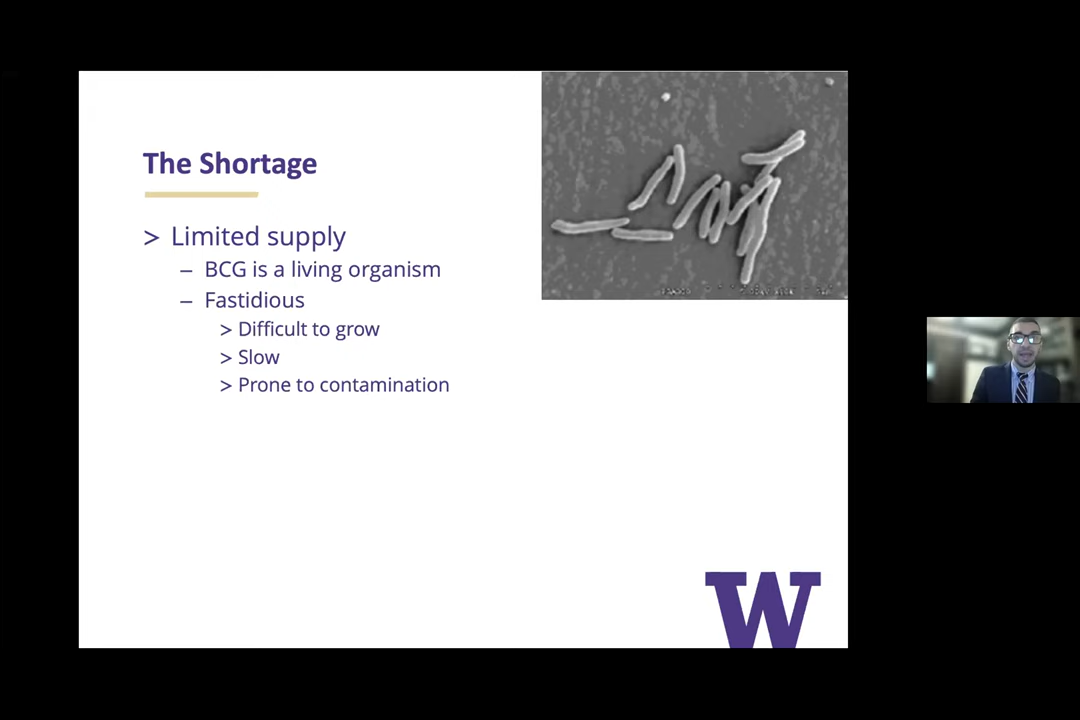 The Shortage
> Limited supply
– BCG is a living organism
– Fastidious
> Difficult to grow
> Slow
> Prone to contamination
W